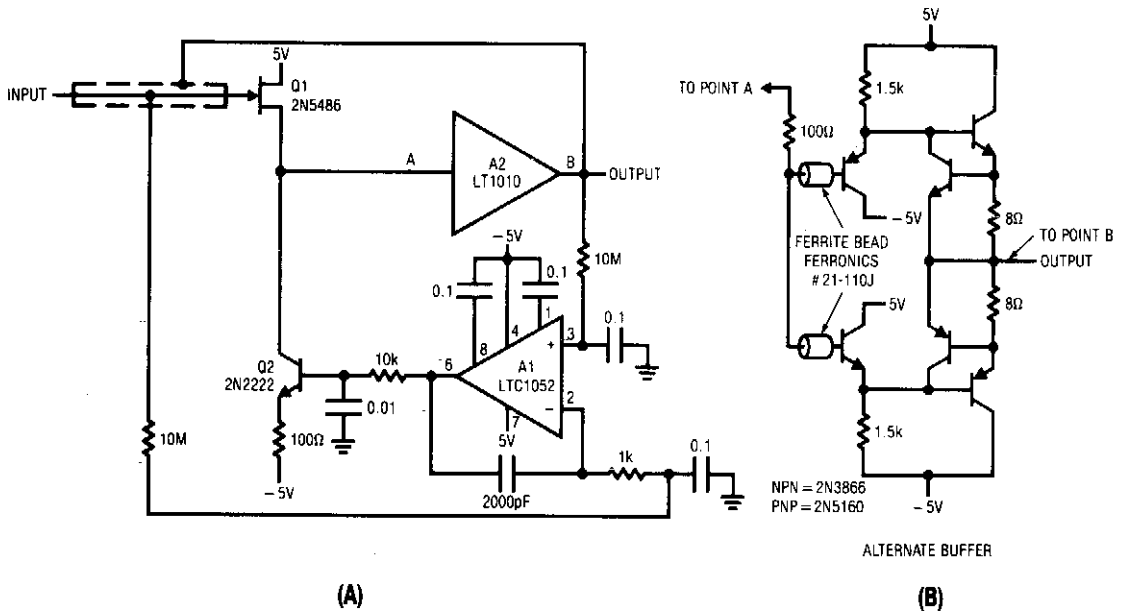 INPUT
5V
Q1
2N5486
A
A2
LT1010
B
OUTPUT
-5V
10M
0.1
0.1
1
4
8
3
+
0.1
Q2
2N2222
10k
6
A1
LTC1052
2
-
7
5V
0.01
100Ω
-5V
10M
2000pF
1k
0.1
(A)
5V
1.5k
TO POINT A
100Ω
-5V
8Ω
FERRITE BEAD
FERRONICS
#21-110J
TO POINT B
OUTPUT
5V
8Ω
1.5k
NPN = 2N3866
PNP = 2N5160
-5V
ALTERNATE BUFFER
(B)